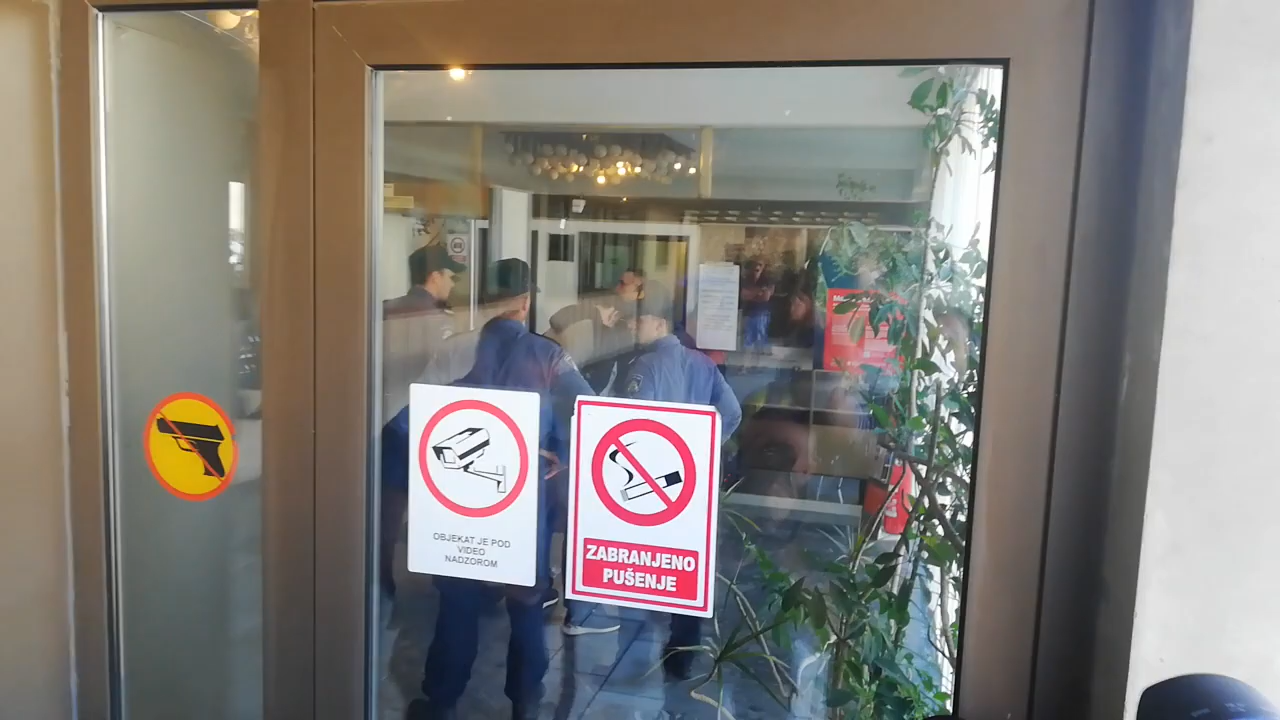 OBJEKAT JE POD
VIDEO
NADZOROM
ZABRANJENO
PUŠENJE